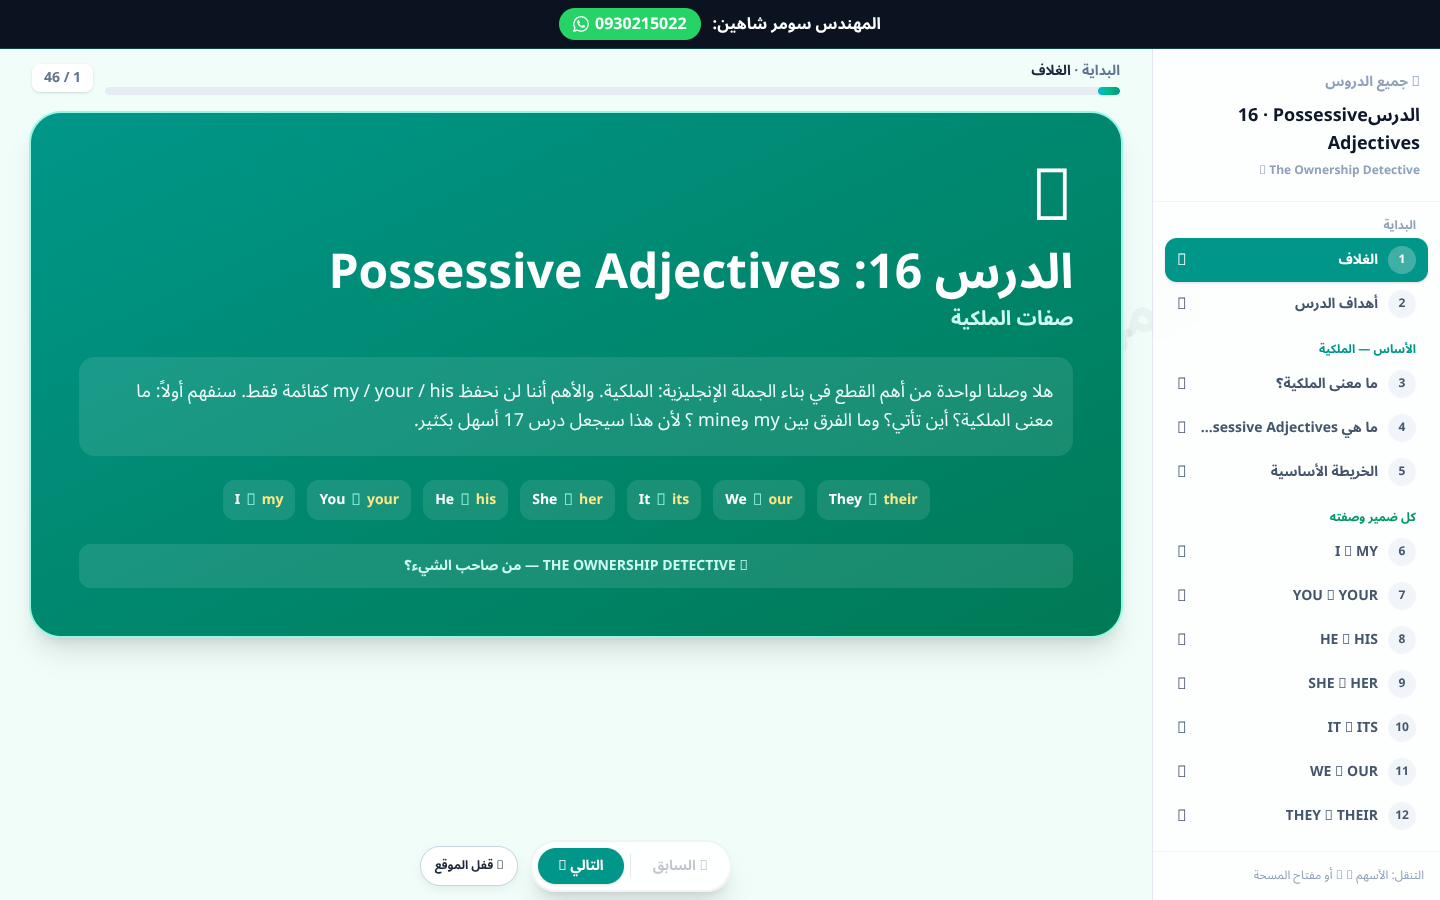 المهندس سومر شاهين: 0930215022
جميع الدروس
الدرس16 · Possessive
Adjectives
The Ownership Detective
البداية
1 الغلاف
2 أهداف الدرس
الأساس — الملكية
3 ما معنى الملكية؟
4 ما هي sessive Adjectives...
5 الخريطة الأساسية
كل ضمير وصفته
6 I MY
7 YOU YOUR
8 HE HIS
9 SHE HER
10 IT ITS
11 WE OUR
12 THEY THEIR
التنقل: الأسهم أو مفتاح المسحة
البداية · الغلاف
46 / 1
الدرس 16: Possessive Adjectives
صفات الملكية
هلا وصلنا لواحدة من أهم القطع في بناء الجملة الإنجليزية: الملكية. والأهم أننا لن نحفظ my / your / his كقائمة فقط. سنفهم أولاً: ما
معنى الملكية؟ أين تأتي؟ وما الفرق بين my وmine ؟ لأن هذا سيجعل درس 17 أسهل بكثير.
I my You your He his She her It its We our They their
THE OWNERSHIP DETECTIVE — من صاحب الشيء؟
السابق
التالي
قفل الموقع